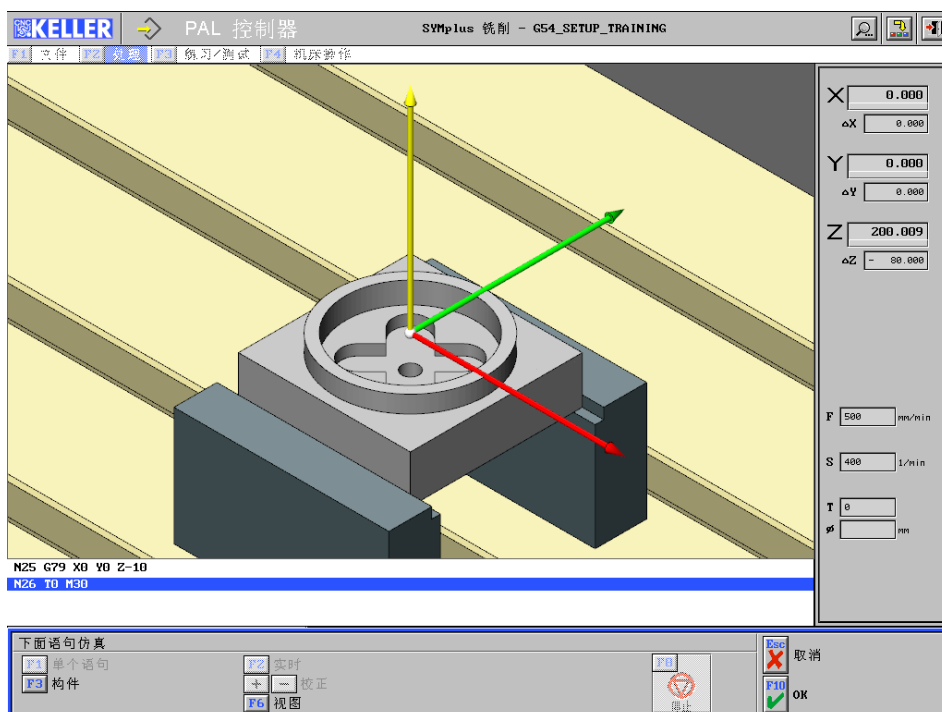 KELLER PAL 控制器 SYMplus 铣削 - G54_SETUP_TRAINING
F1 文件 F2 处理 F3 练习/测试 F4 机床操作
X 0.000
△X 0.000
Y 0.000
△Y 0.000
Z 200.009
△Z - 80.000
F 500 mm/min
S 400 1/min
T 0
ø mm
N25 G79 X0 Y0 Z-10
N26 T0 M30
下面语句仿真
F1 单个语句 F2 实时 F8 Esc 取消
F3 构件 + - 校正
F6 视图 停止 F10 OK